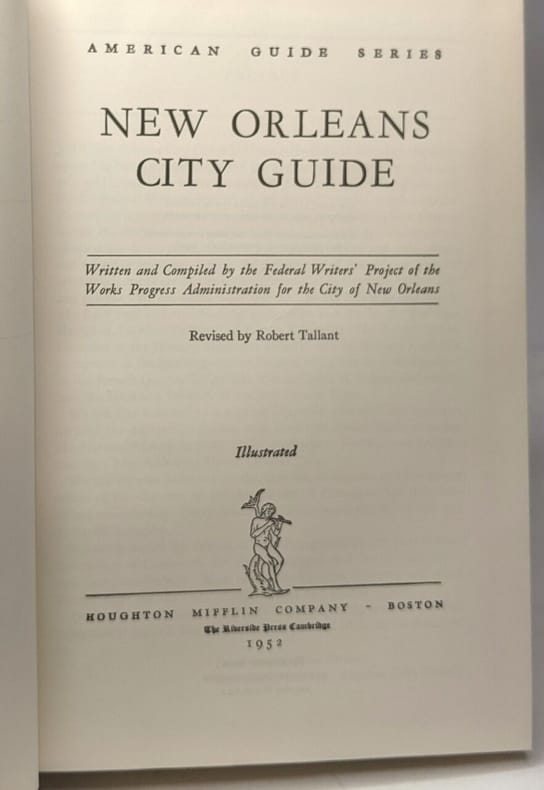 AMERICAN GUIDE SERIES
NEW ORLEANS
CITY GUIDE
Written and Compiled by the Federal Writers' Project of the
Works Progress Administration for the City of New Orleans
Revised by Robert Tallant
Illustrated
HOUGHTON MIFFLIN COMPANY - BOSTON
The Riverside Press Cambridge
1952